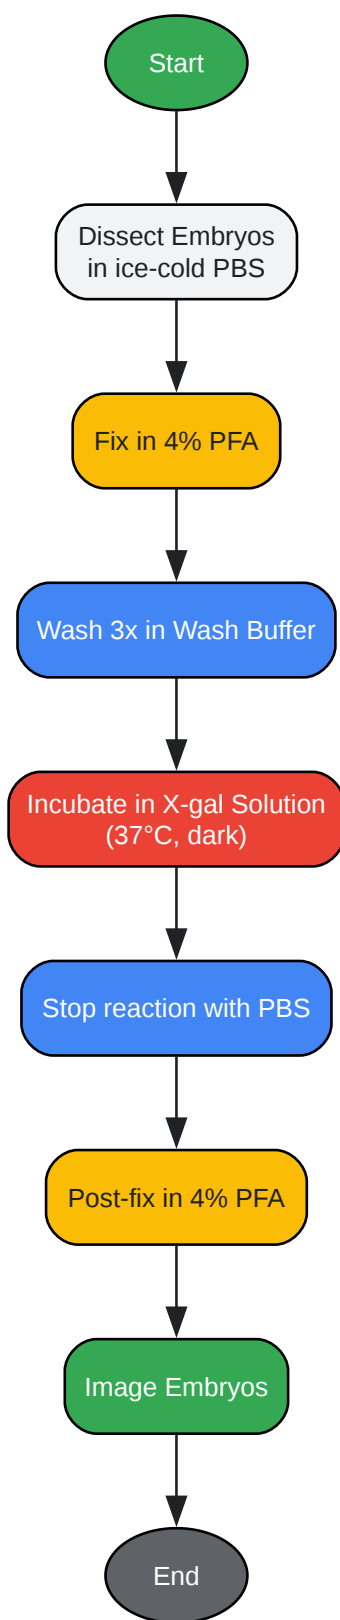 Start
Dissect Embryos
in ice-cold PBS
Fix in 4% PFA
Wash 3x in Wash Buffer
Incubate in X-gal Solution
(37°C, dark)
Stop reaction with PBS
Post-fix in 4% PFA
Image Embryos
End